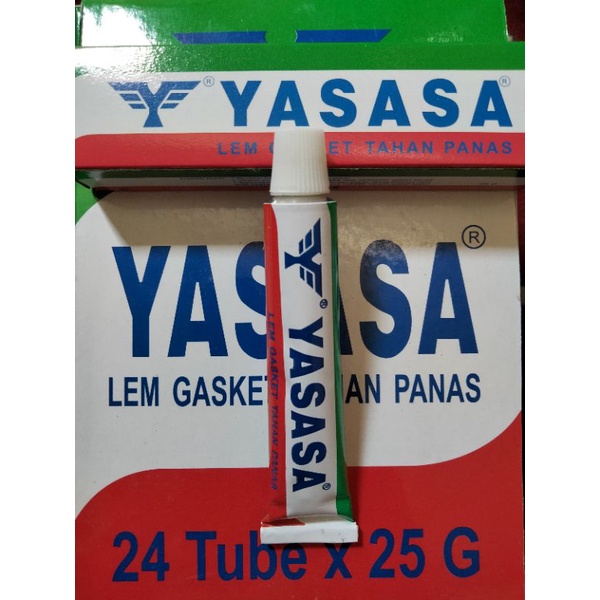 YASASA®
LEM GASKET TAHAN PANAS
YASASA®
LEM GASKET TAHAN PANAS
24 Tube x 25 G
® YASASA®
LEM GASKET TAHAN PANAS